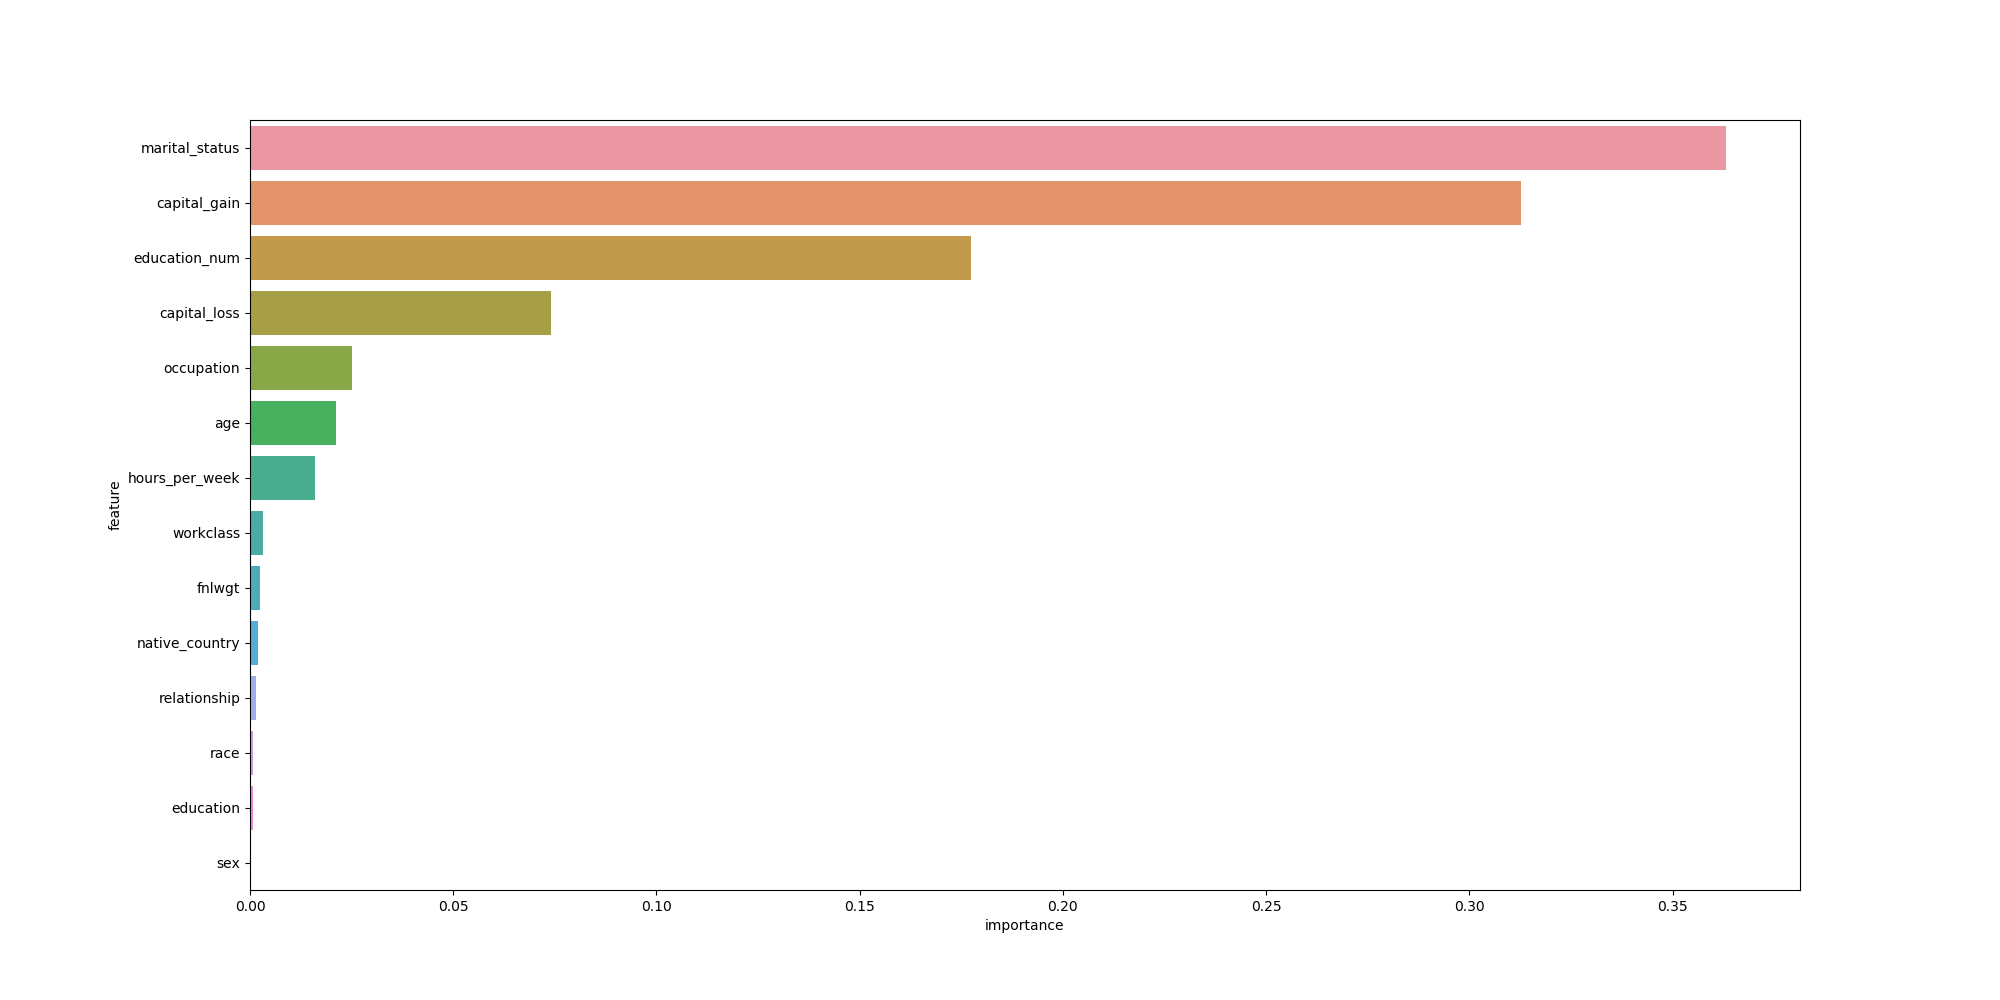 marital_status
capital_gain
education_num
capital_loss
occupation
age
hours_per_week
workclass
fnlwgt
native_country
relationship
race
education
sex
feature
0.00 0.05 0.10 0.15 0.20 0.25 0.30 0.35
importance